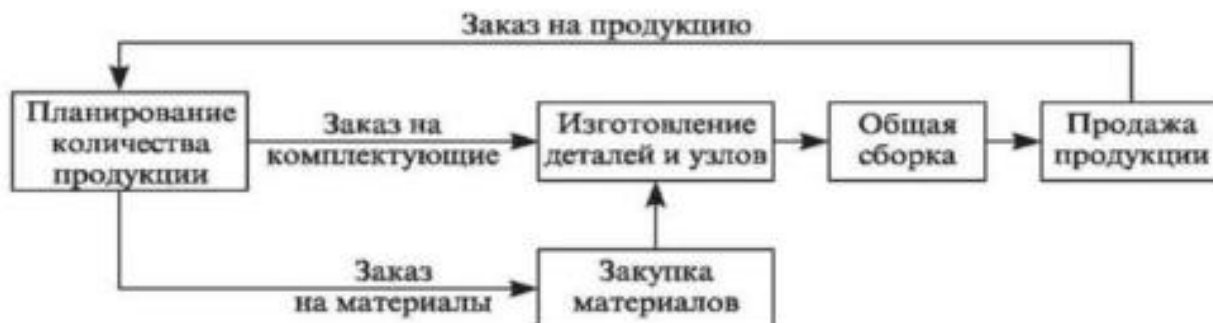 Заказ на продукцию
Планирование
количества
продукции
Заказ на
комплектующие
Изготовление
деталей и узлов
Общая
сборка
Продажа
продукции
Заказ
на материалы
Закупка
материалов